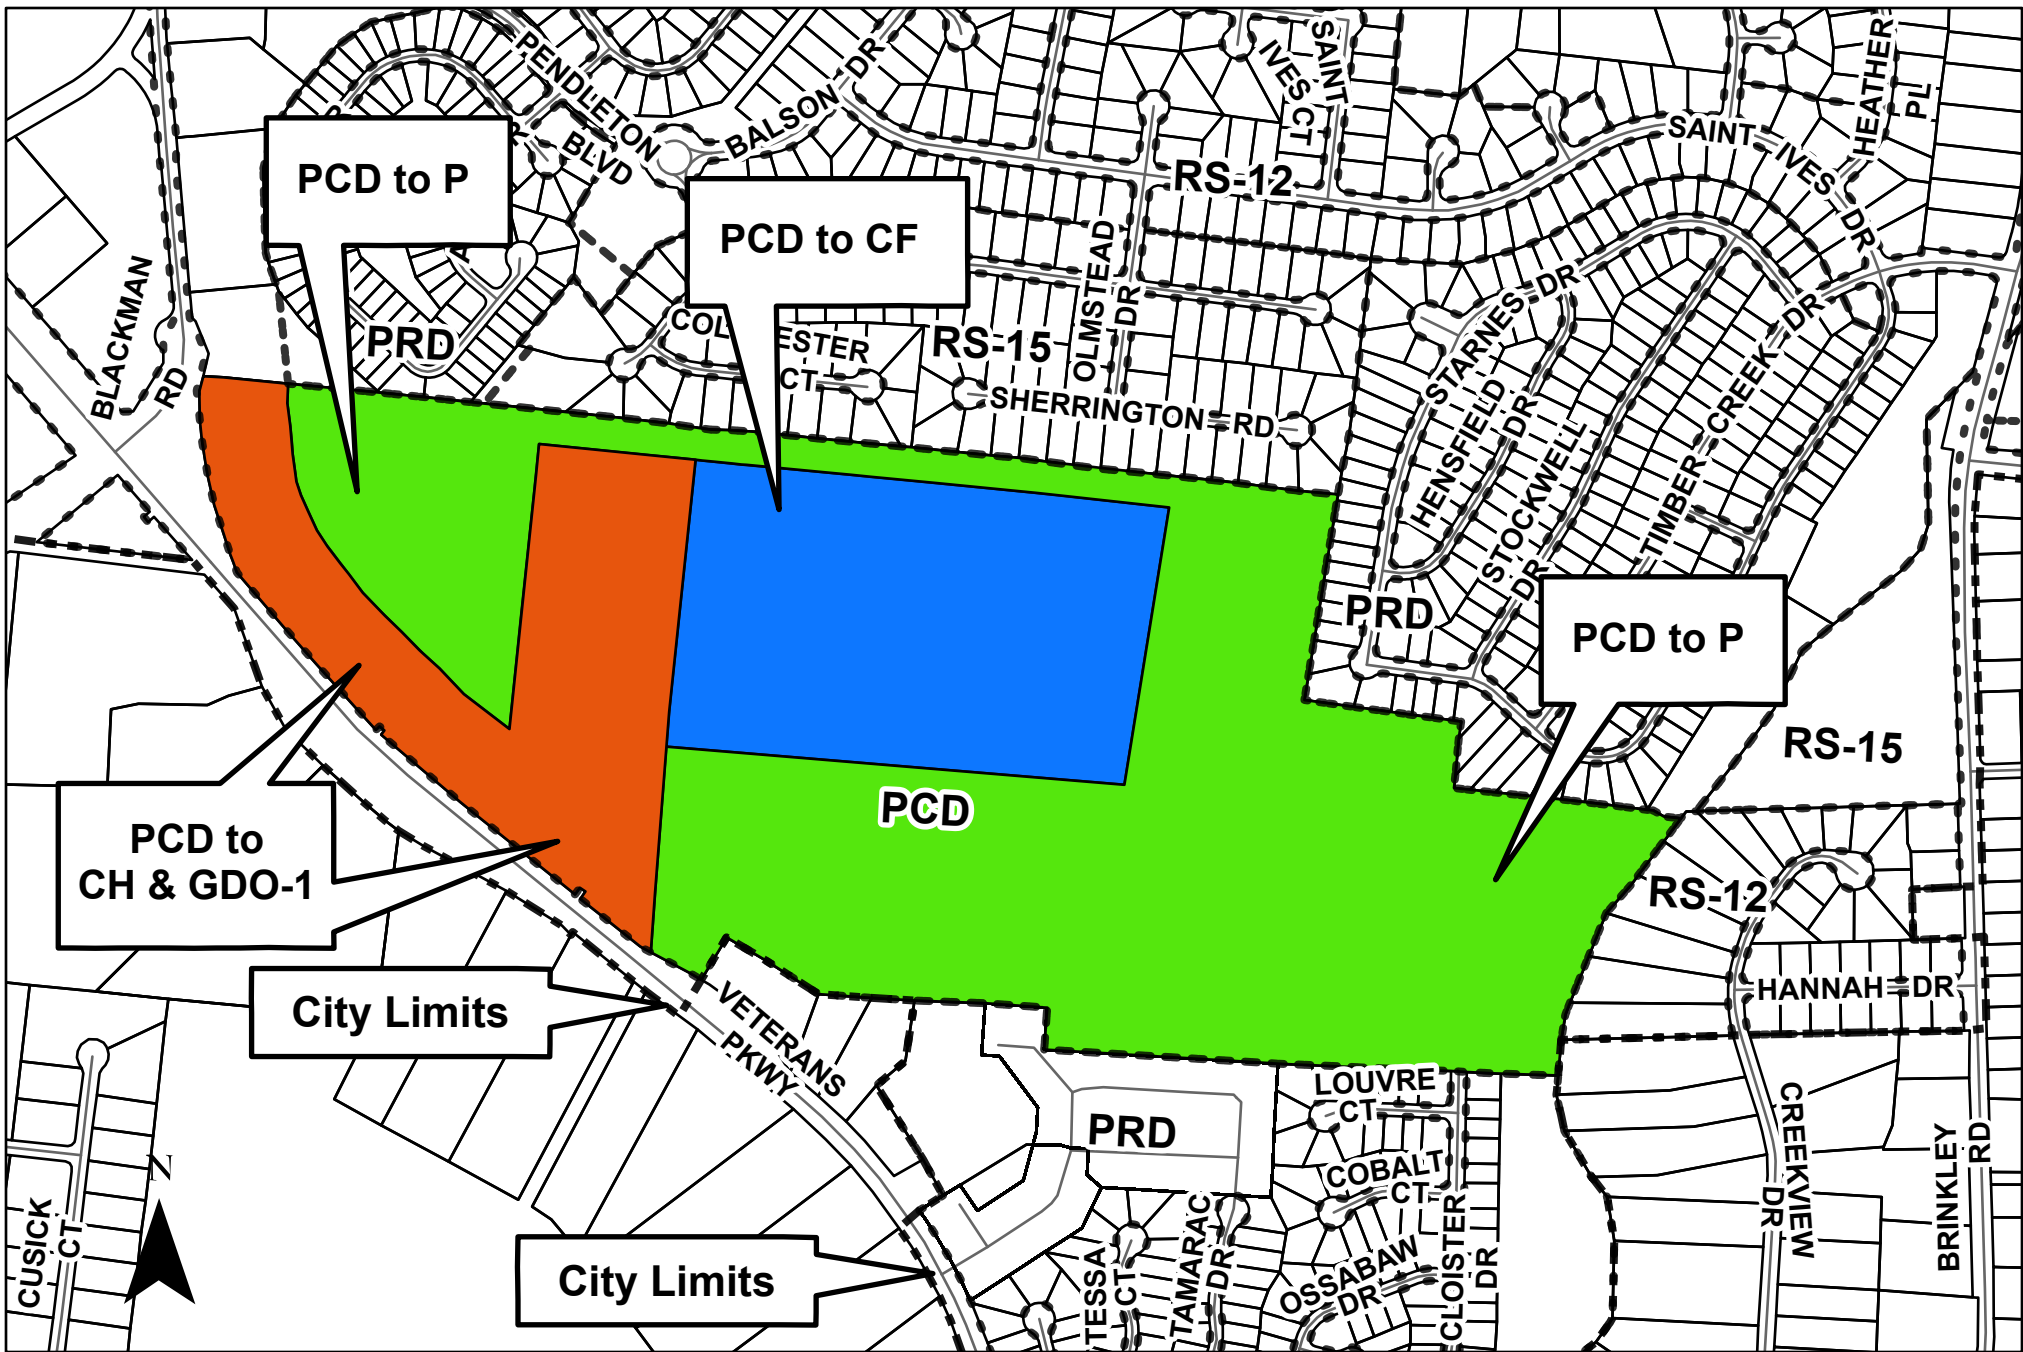 PENDLETON
BLVD
BALSON DR
SAINT
IVES CT
HEATHER
PL
SAINT IVES DR
RS-12
PCD to P
PCD to CF
BLACKMAN
RD
PRD
COL
ESTER
CT
RS-15
OLMSTEAD
DR
SHERRINGTON RD
STARNES DR
HENSFIELD
DR
STOCKWELL
DR
TIMBER CREEK DR
PRD
PCD to P
RS-15
PCD
PCD to
CH & GDO-1
RS-12
HANNAH DR
City Limits
VETERANS
PKWY
LOUVRE
CT
PRD
COBALT
CT
CREEKVIEW
DR
BRINKLEY
RD
N
CUSICK
CT
City Limits
TESSA
CT
TAMARAC
DR
OSSABAW
DR
CLOISTER
DR